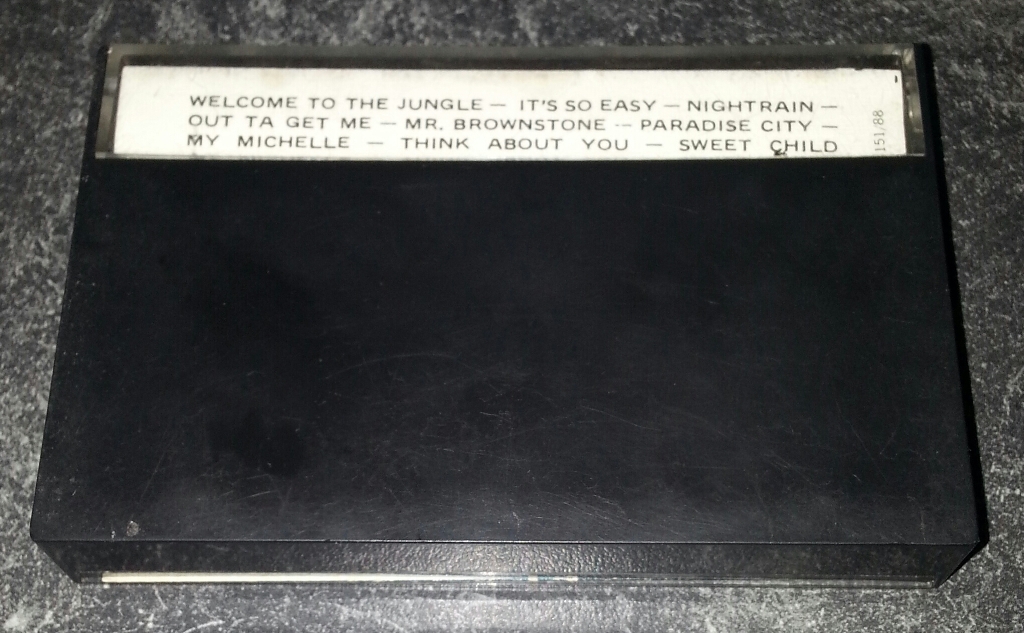 WELCOME TO THE JUNGLE — IT'S SO EASY — NIGHTRAIN —
OUT TA GET ME — MR. BROWNSTONE — PARADISE CITY —
MY MICHELLE — THINK ABOUT YOU — SWEET CHILD
151/88